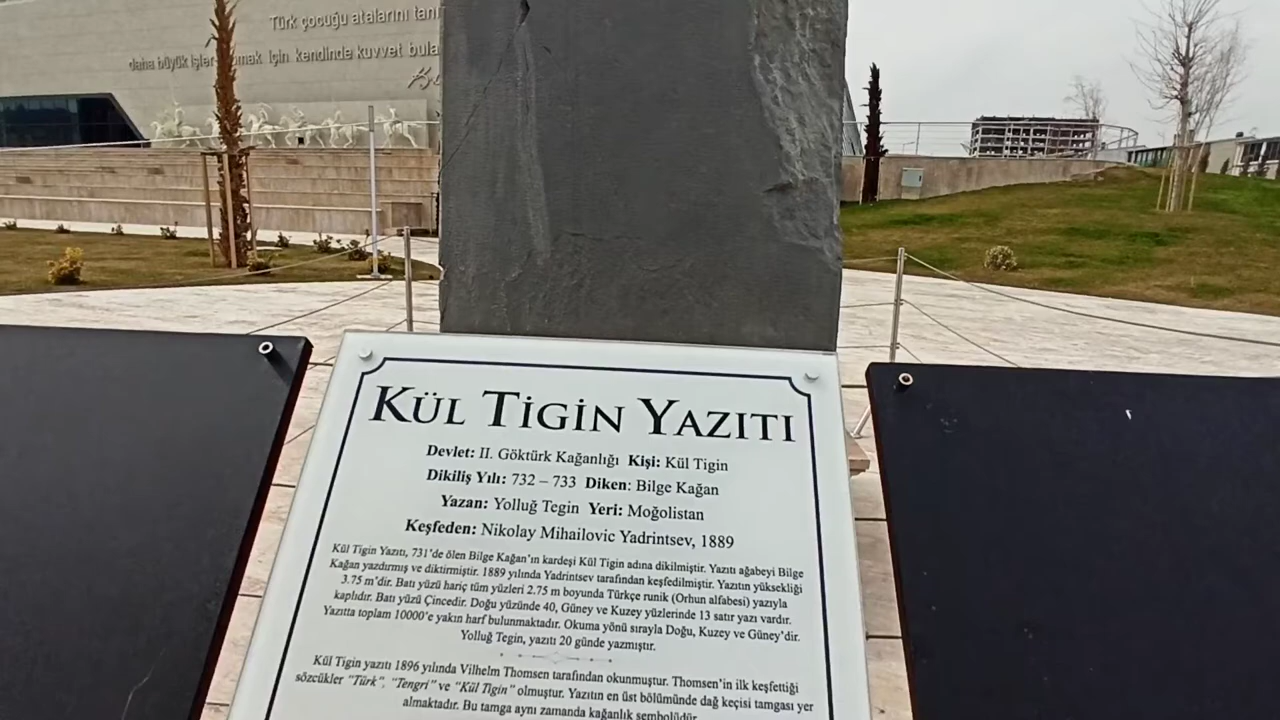 Türk çocuğu atalarını
daha büyük işler için kendinde kuvvet
KÜL TİGİN YAZITI
Devlet: II. Göktürk Kağanlığı Kişi: Kül Tigin
Dikiliş Yılı: 732 – 733 Diken: Bilge Kağan
Yazan: Yolluğ Tegin Yeri: Moğolistan
Keşfeden: Nikolay Mihailovic Yadrintsev, 1889
Kül Tigin Yazıtı, 731'de ölen Bilge Kağan'ın kardeşi Kül Tigin adına dikilmiştir. Yazıtı ağabeyi Bilge
Kağan yazdırmış ve diktirmiştir. 1889 yılında Yadrintsev tarafından keşfedilmiştir. Yazıtın yüksekliği
3.75 m'dir. Batı yüzü hariç tüm yüzleri 2.75 m boyunda Türkçe runik (Orhun alfabesi) yazıyla
kaplıdır. Batı yüzü Çincedir. Doğu yüzünde 40, Güney ve Kuzey yüzlerinde 13 satır yazı vardır.
Yazıtta toplam 10000'e yakın harf bulunmaktadır. Okuma yönü sırayla Doğu, Kuzey ve Güney'dir.
Yolluğ Tegin, yazıtı 20 günde yazmıştır.
Kül Tigin yazıtı 1896 yılında Vilhelm Thomsen tarafından okunmuştur. Thomsen'in ilk keşfettiği
sözcükler "Türk", "Tengri" ve "Kül Tigin" olmuştur. Yazıtın en üst bölümünde dağ keçisi tamgası yer
almaktadır. Bu tamga aynı zamanda kağanlık sembolüdür.